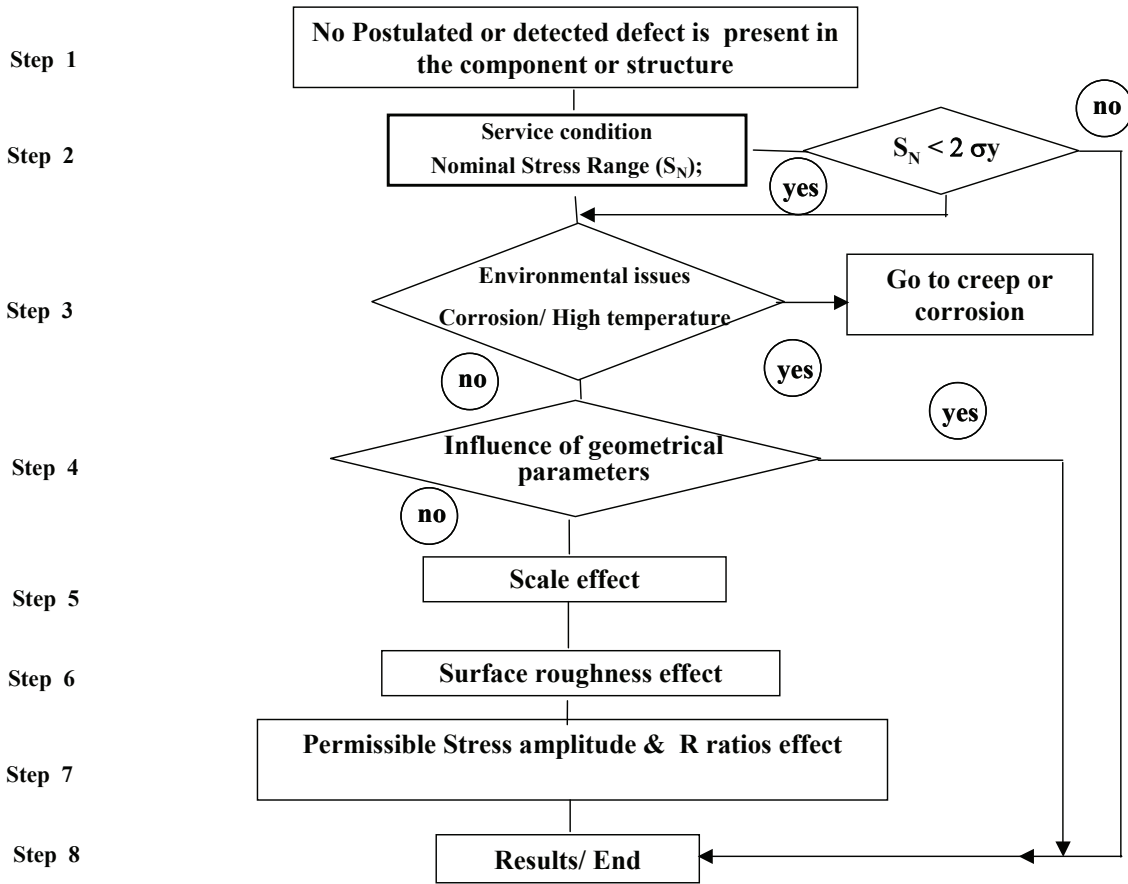 No Postulated or detected defect is present in
the component or structure
Step 1
no
Service condition
Nominal Stress Range (SN);
SN < 2 σy
Step 2
yes
Environmental issues
Corrosion/ High temperature
Go to creep or
corrosion
Step 3
no
yes
yes
Influence of geometrical
parameters
Step 4
no
Scale effect
Step 5
Surface roughness effect
Step 6
Permissible Stress amplitude & R ratios effect
Step 7
Results/ End
Step 8